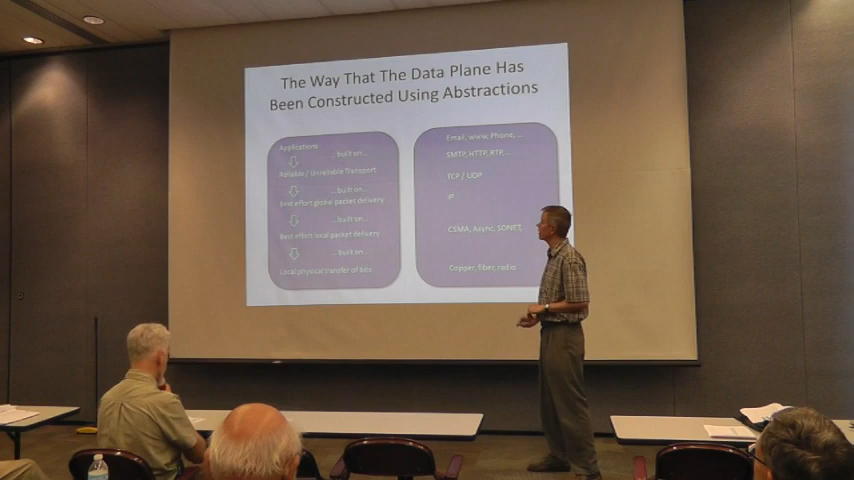 The Way That The Data Plane Has
Been Constructed Using Abstractions
Applications
... built on...
Reliable / Unreliable Transport
... built on...
Best effort global packet delivery
... built on...
Best effort local packet delivery
... built on...
Local physical transfer of bits
Email, www, Phone, ...
SMTP, HTTP, RTP, ...
TCP / UDP
IP
CSMA, Async, SONET,
Copper, fiber, radio